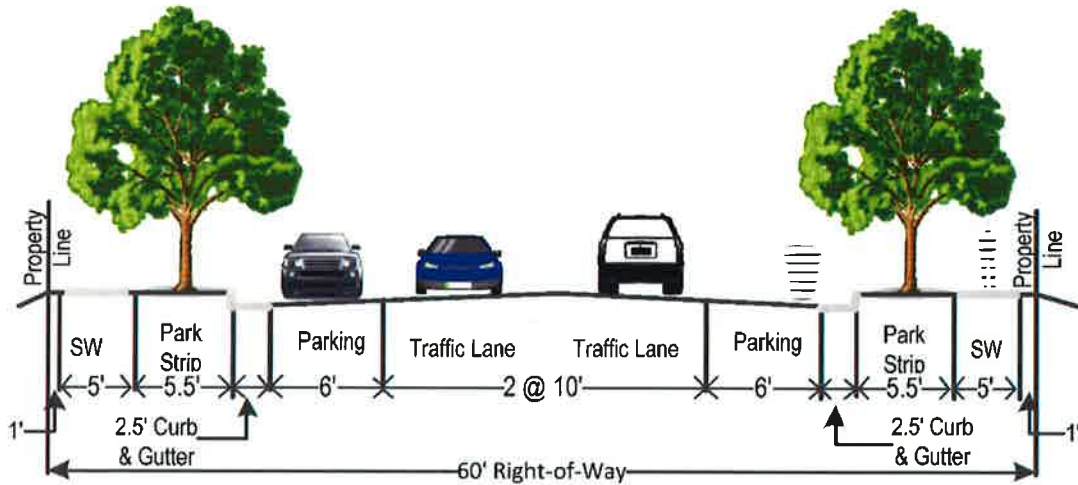 Property
Line
Property
Line
SW
Park
Strip
Parking
Traffic Lane
Traffic Lane
Parking
Park
Strip
SW
5'
5.5'
6'
2 @ 10'
6'
5.5'
5'
1'
2.5' Curb
& Gutter
2.5' Curb
& Gutter
1'
60' Right-of-Way